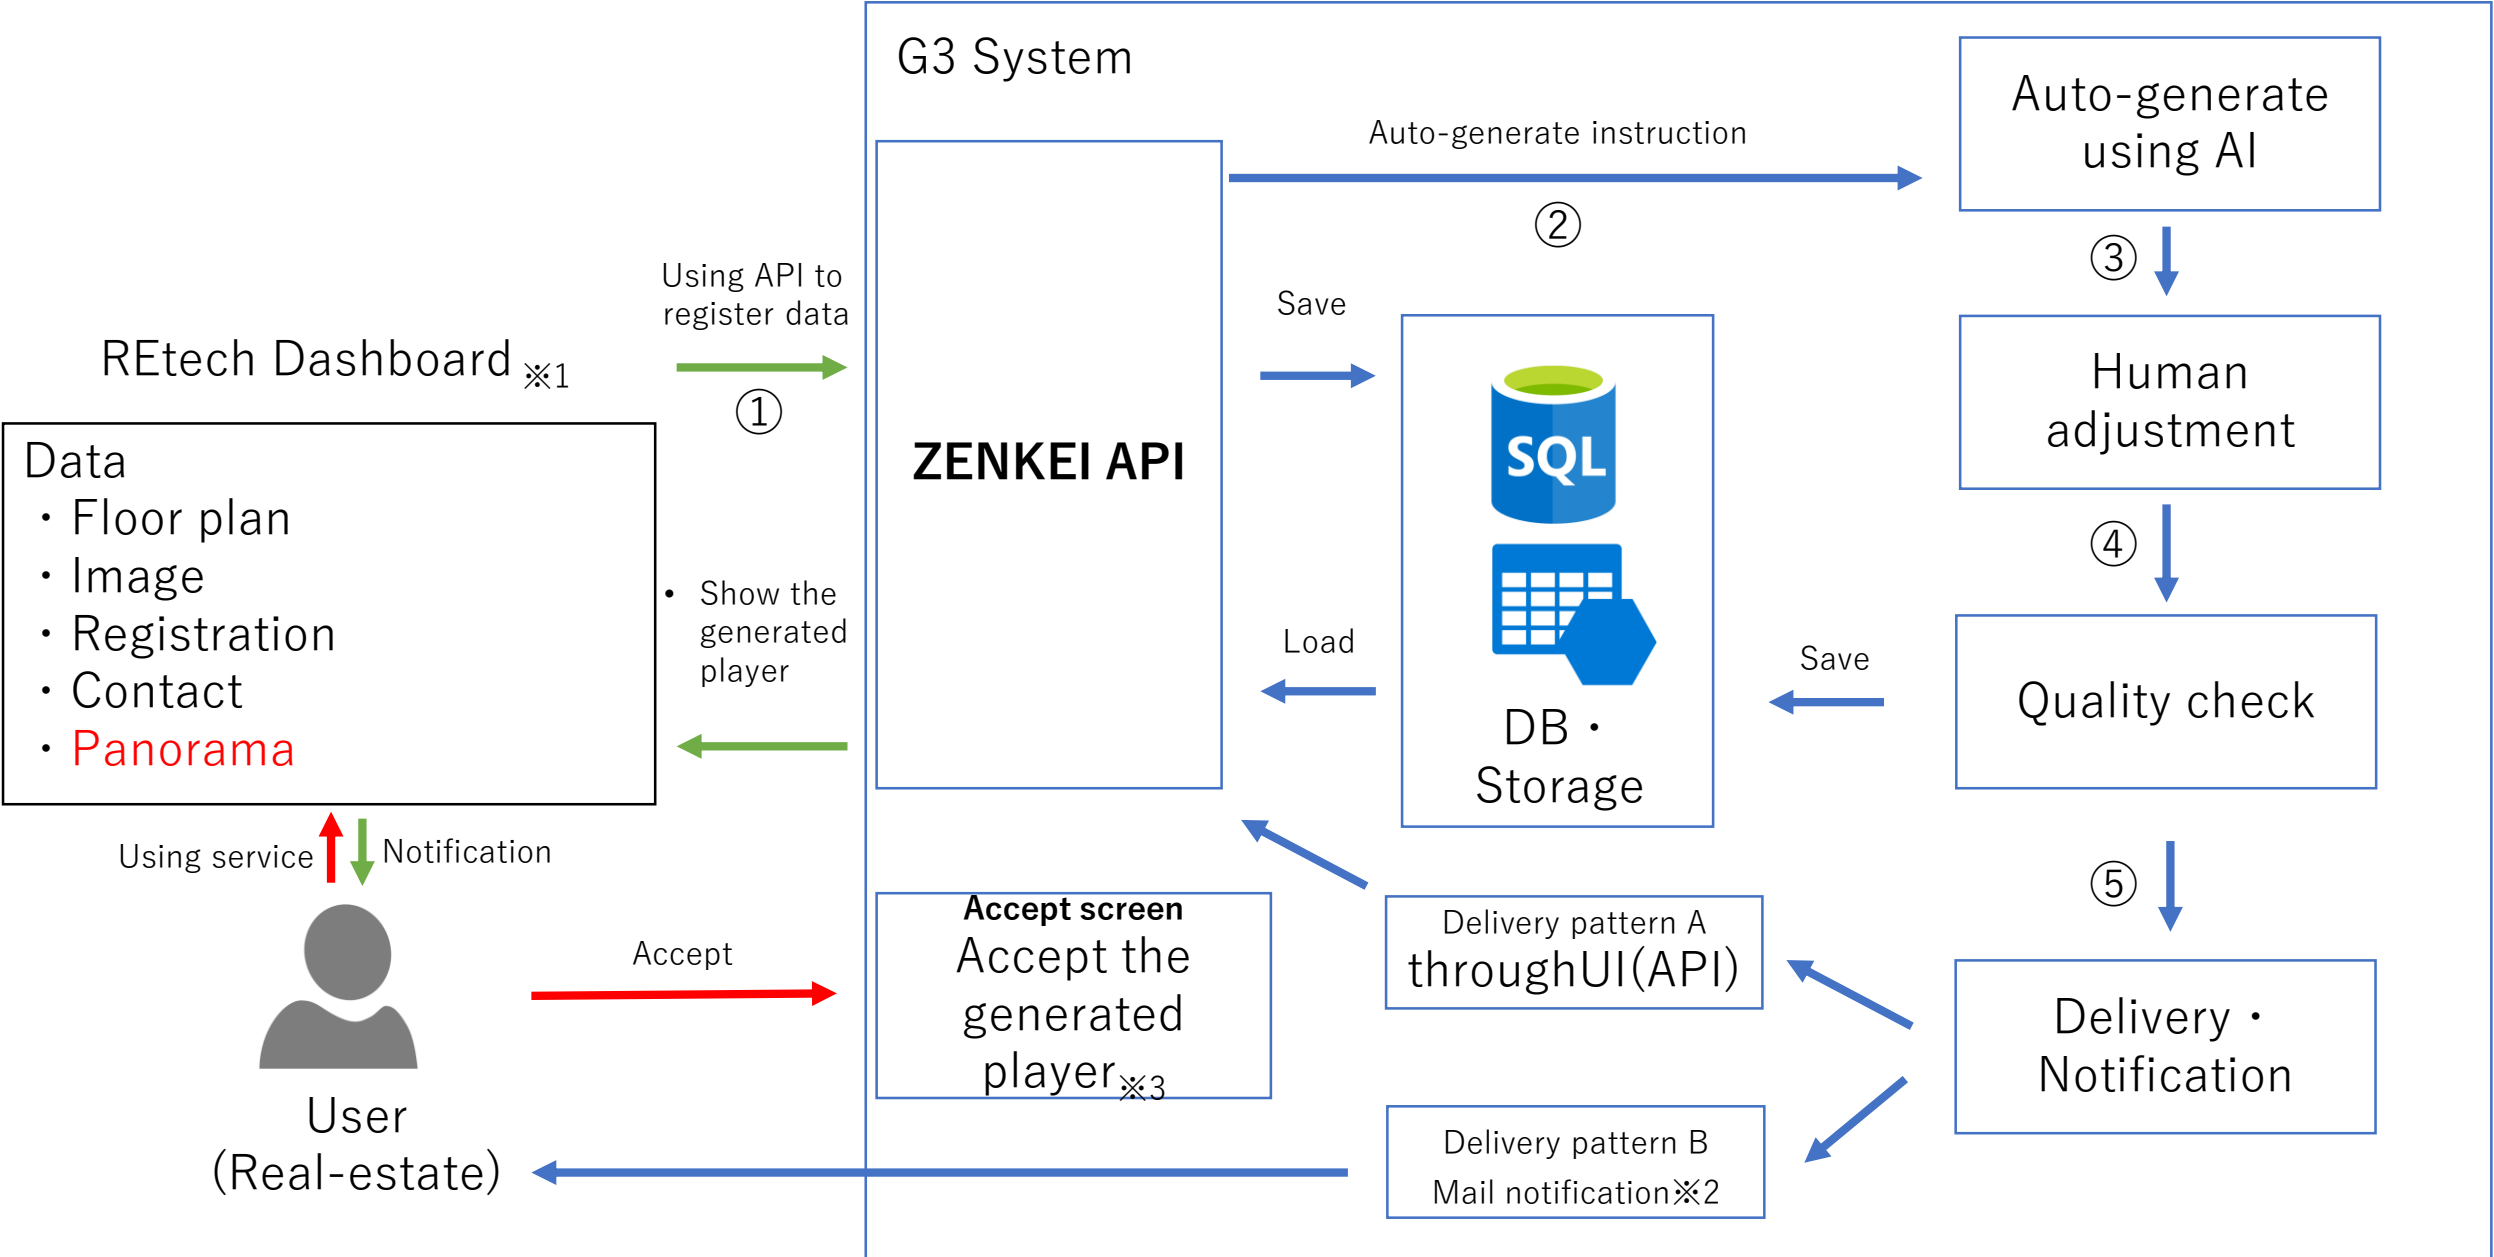 G3 System
Auto-generate
using AI
Auto-generate instruction
②
③
Using API to
register data
①
Save
REtech Dashboard ※1
ZENKEI API
SQL
Human
adjustment
④
Data
・Floor plan
・Image
・Registration
・Contact
・Panorama
• Show the
generated
player
Load
DB・
Storage
Save
Quality check
⑤
Using service
Notification
Accept
User
(Real-estate)
Accept screen
Accept the
generated
player※3
Delivery pattern A
throughUI(API)
Delivery・
Notification
Delivery pattern B
Mail notification※2